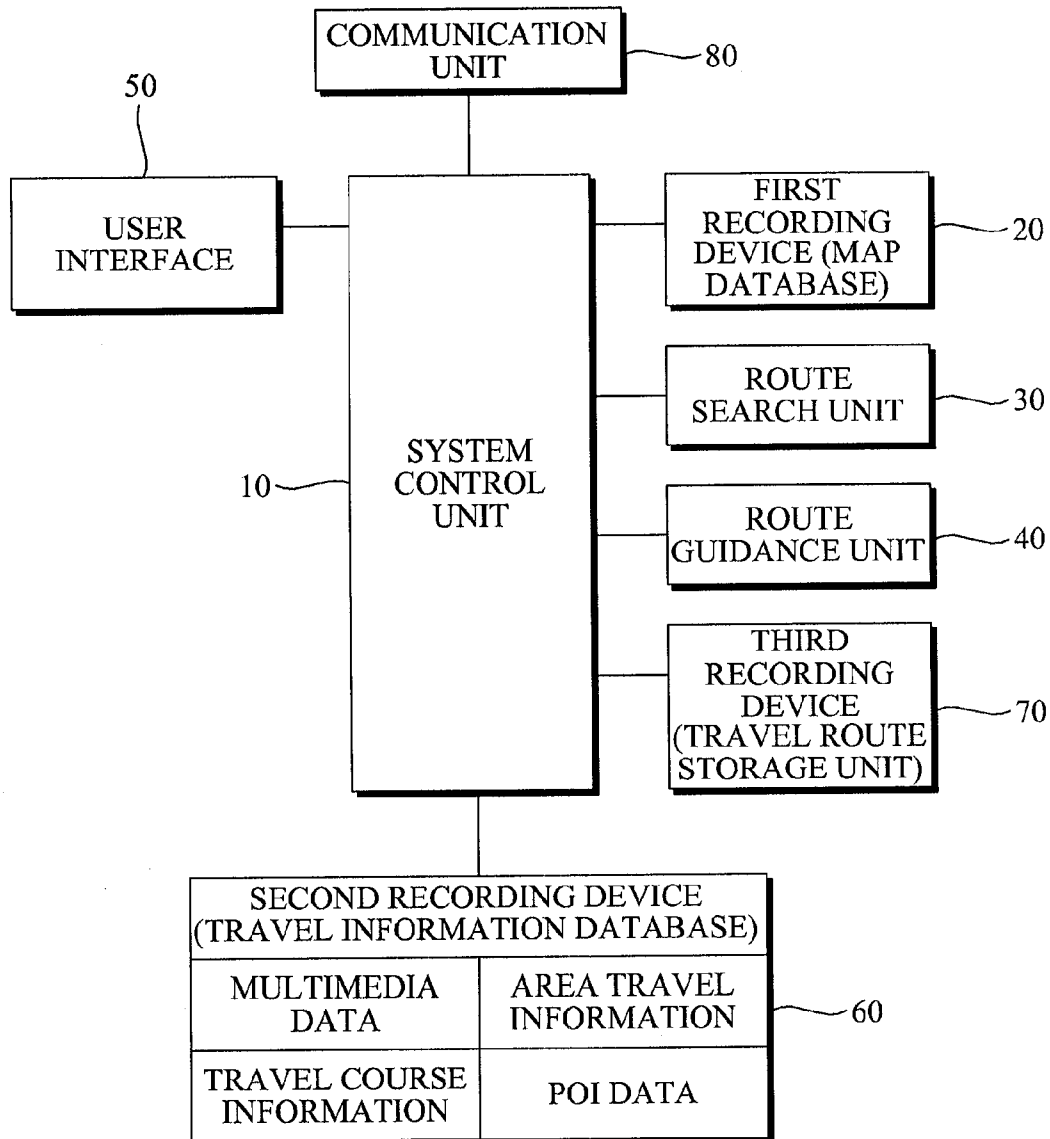 COMMUNICATION
UNIT
80
50
USER
INTERFACE
FIRST
RECORDING
DEVICE (MAP
DATABASE)
20
ROUTE
SEARCH UNIT
30
SYSTEM
CONTROL
UNIT
10
ROUTE
GUIDANCE UNIT
40
THIRD
RECORDING
DEVICE
(TRAVEL ROUTE
STORAGE UNIT)
70
SECOND RECORDING DEVICE
(TRAVEL INFORMATION DATABASE)
MULTIMEDIA
DATA
AREA TRAVEL
INFORMATION
60
TRAVEL COURSE
INFORMATION
POI DATA